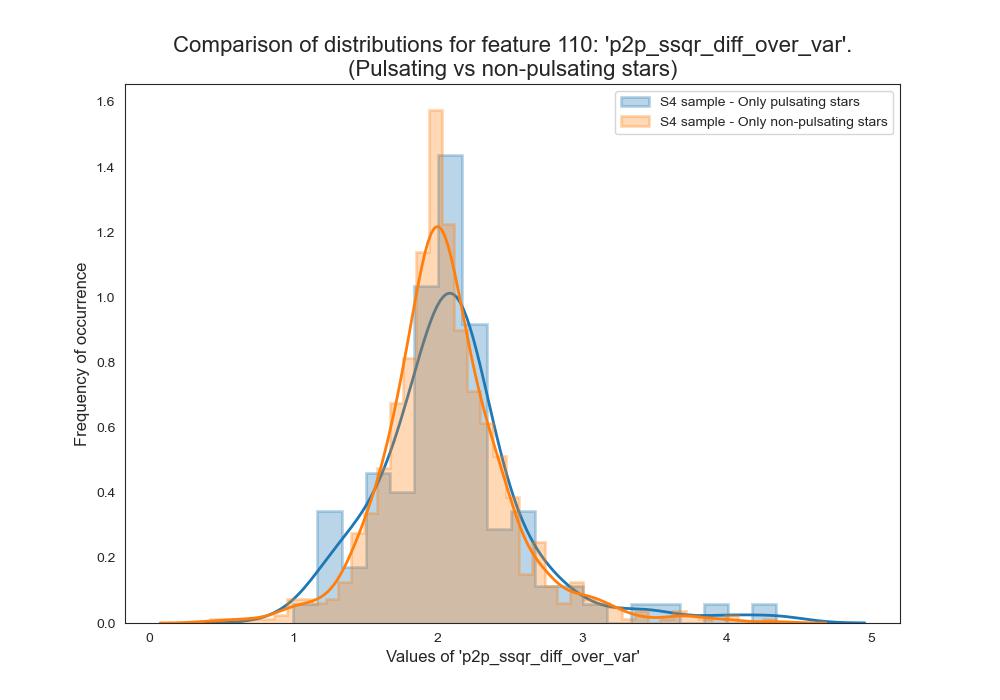 Comparison of distributions for feature 110: 'p2p_ssqr_diff_over_var'.
(Pulsating vs non-pulsating stars)
S4 sample - Only pulsating stars
S4 sample - Only non-pulsating stars
1.6
1.4
1.2
1.0
0.8
0.6
0.4
0.2
0.0
Frequency of occurrence
0 1 2 3 4 5
Values of 'p2p_ssqr_diff_over_var'